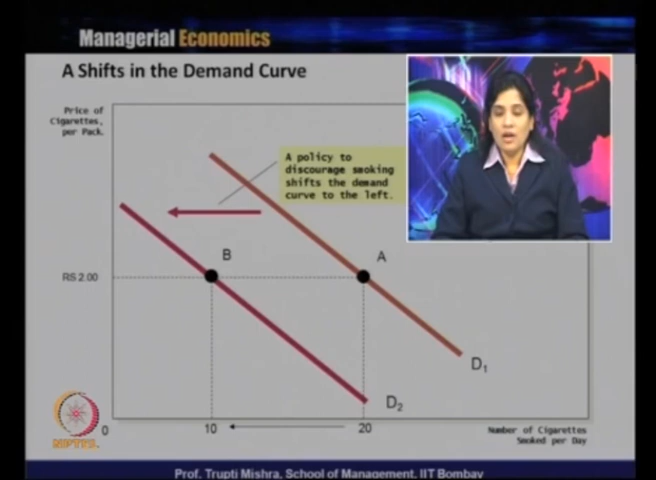 Managerial Economics
A Shifts in the Demand Curve
Price of
Cigarettes,
per Pack.
A policy to
discourage smoking
shifts the demand
curve to the left.
B
A
RS 2.00
D1
D2
0
10
20
Number of Cigarettes
Smoked per Day
NPTEL
Prof. Trupti Mishra, School of Management, IIT Bombay